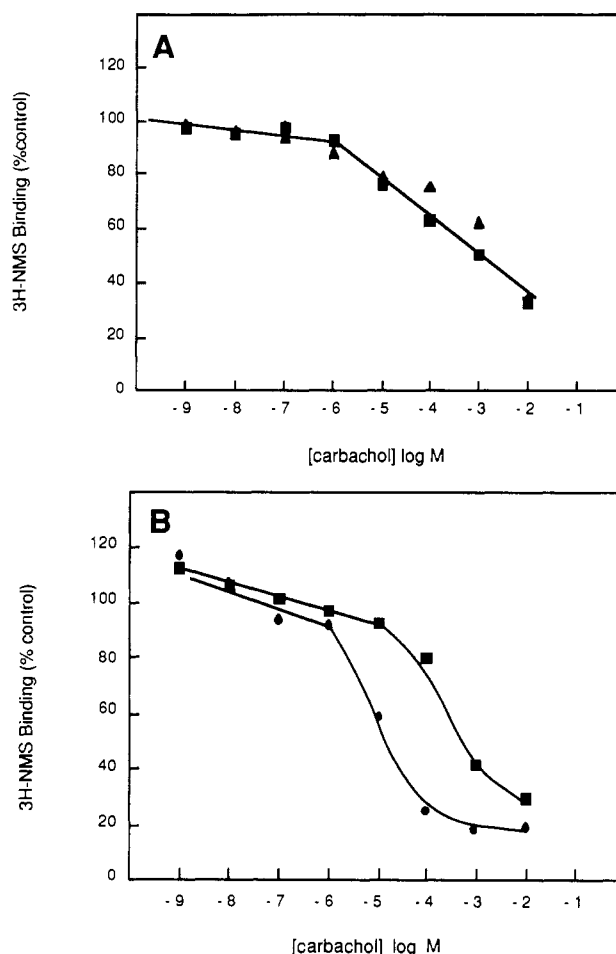 A
120
100
80
60
40
20
0
3H-NMS Binding (%control)
- 9 - 8 - 7 - 6 - 5 - 4 - 3 - 2 - 1
[carbachol] log M
B
120
100
80
60
40
20
0
3H-NMS Binding (% control)
- 9 - 8 - 7 - 6 - 5 - 4 - 3 - 2 - 1
[carbachol] log M